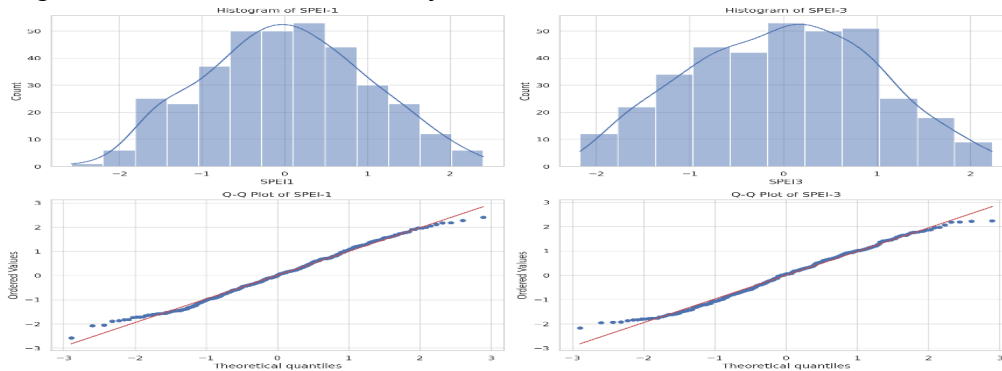 Histogram of SPEI-1
Count
50
40
30
20
10
0
-2 -1 0 1 2
SPEI1
Histogram of SPEI-3
Count
50
40
30
20
10
0
-2 -1 0 1 2
SPEI3
Q-Q Plot of SPEI-1
Ordered Values
3
2
1
0
-1
-2
-3
-3 -2 -1 0 1 2 3
Theoretical quantiles
Q-Q Plot of SPEI-3
Ordered Values
3
2
1
0
-1
-2
-3
-3 -2 -1 0 1 2 3
Theoretical quantiles